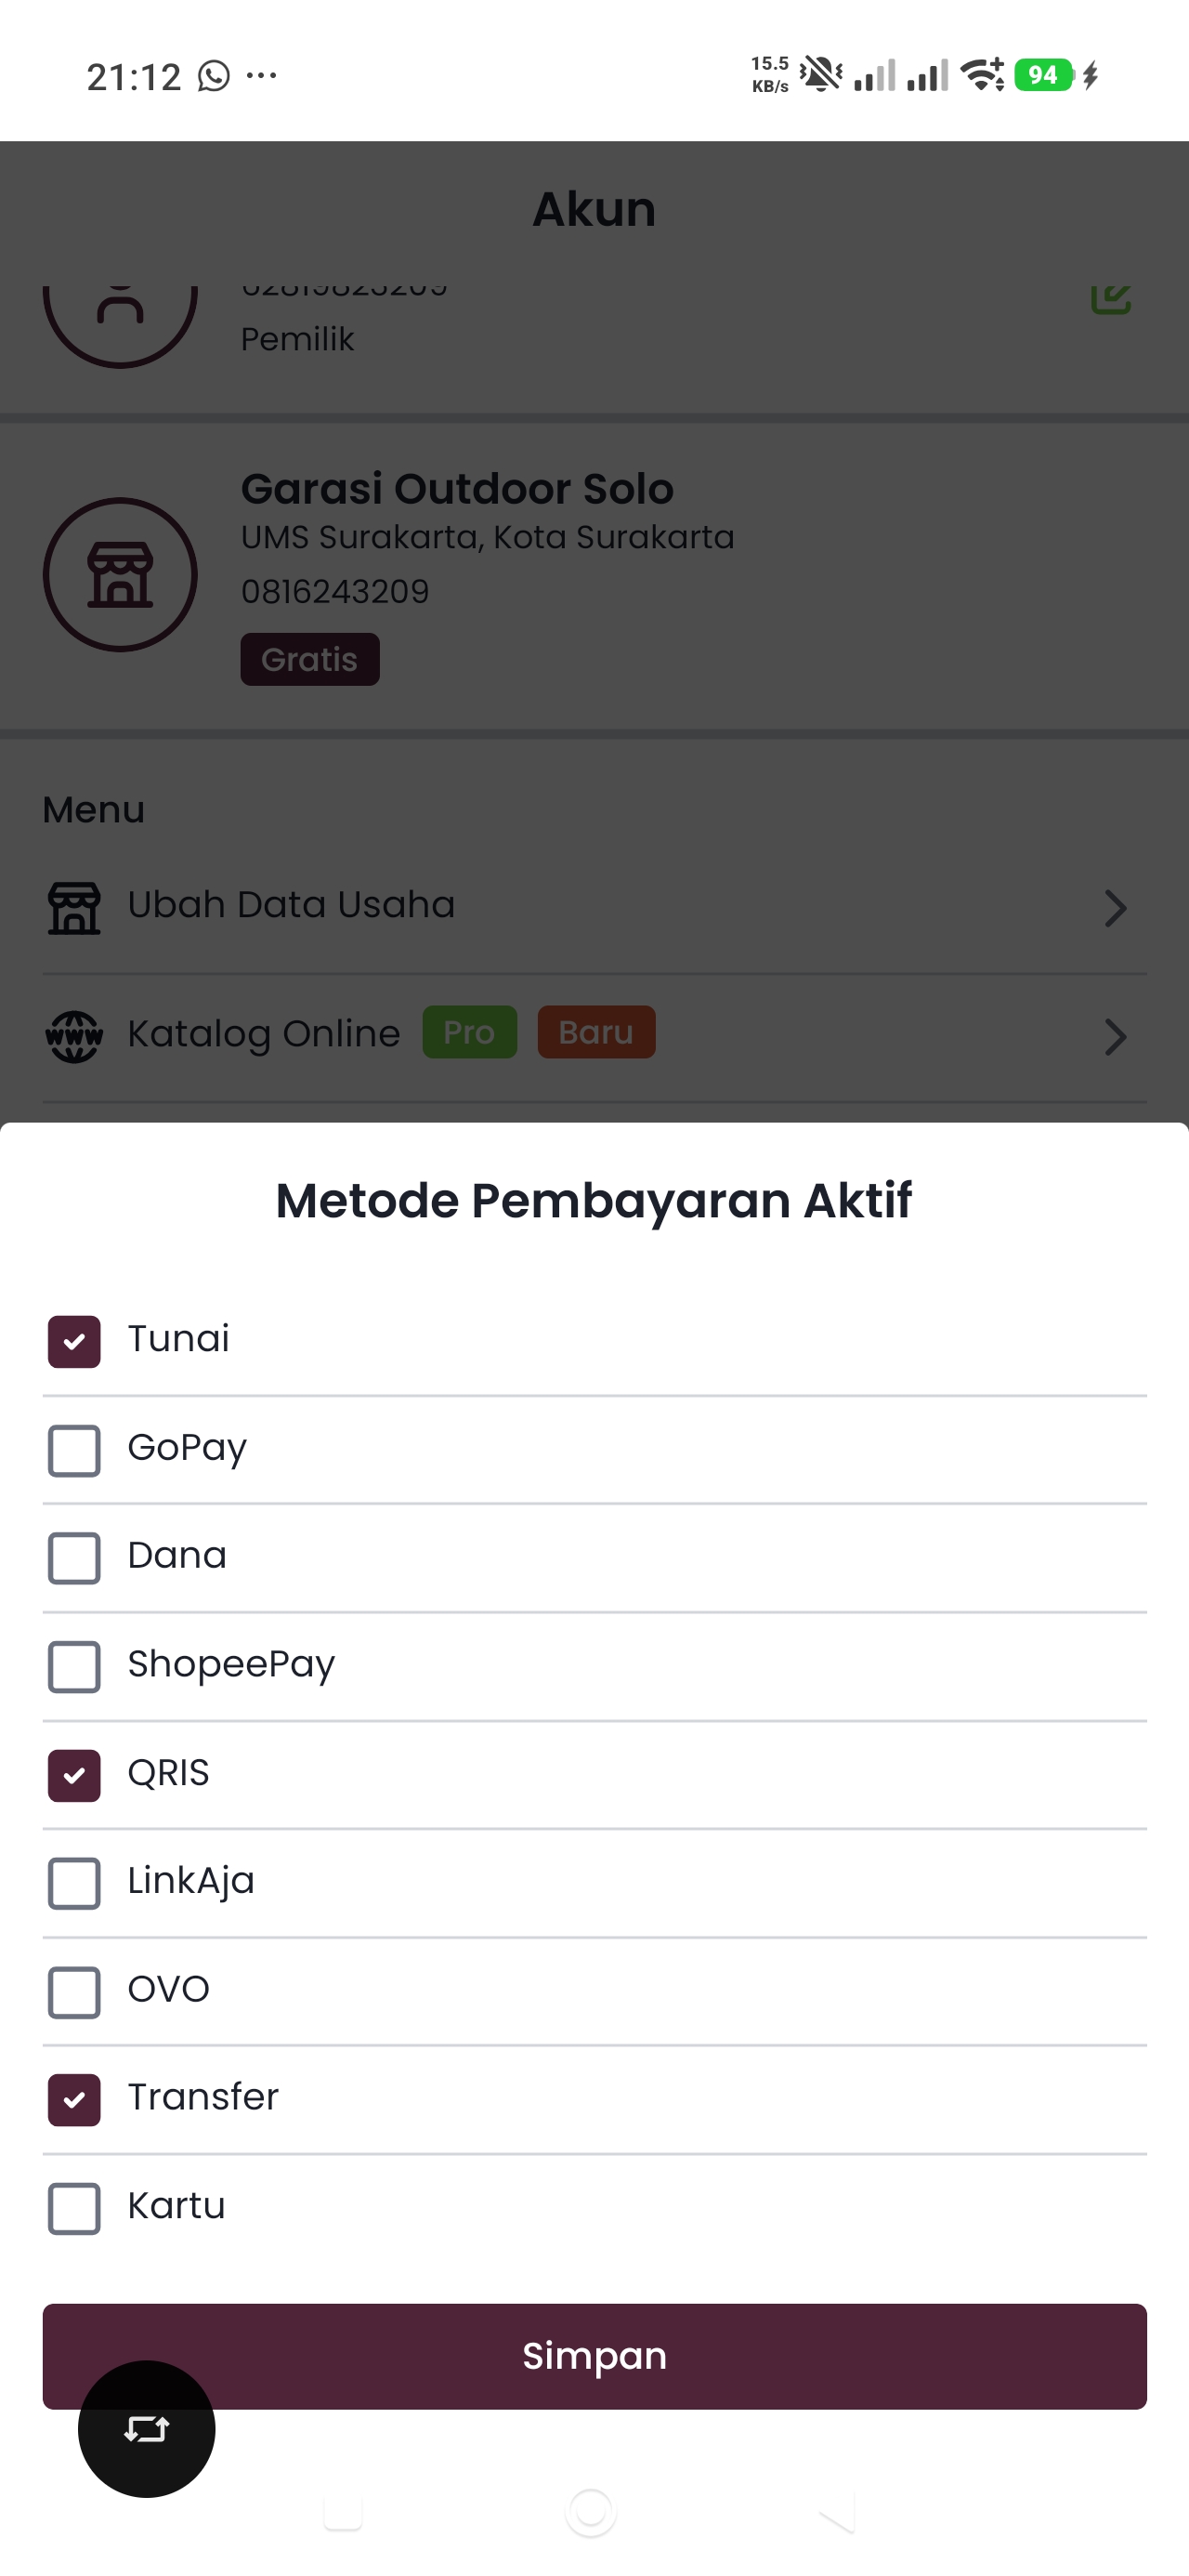 21:12 ...
15.5
KB/s
94
Akun
Pemilik
Garasi Outdoor Solo
UMS Surakarta, Kota Surakarta
0816243209
Gratis
Menu
Ubah Data Usaha
www Katalog Online Pro Baru
Metode Pembayaran Aktif
Tunai
GoPay
Dana
ShopeePay
QRIS
LinkAja
OVO
Transfer
Kartu
Simpan